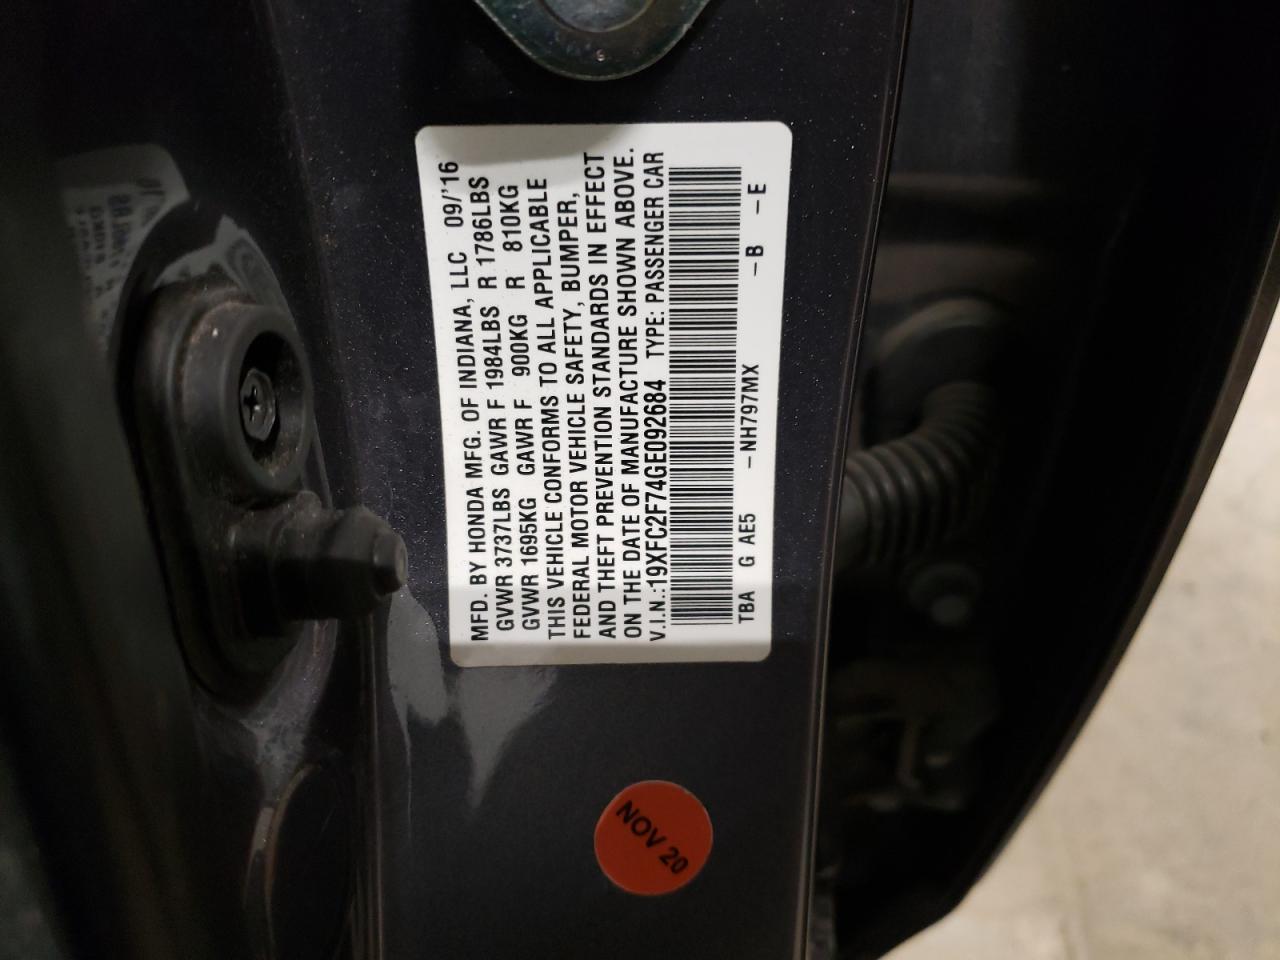 MFD. BY HONDA MFG. OF INDIANA, LLC 09/'16
GVWR 3737LBS GAWR F 1984LBS R 1786LBS
GVWR 1695KG GAWR F 900KG R 810KG
THIS VEHICLE CONFORMS TO ALL APPLICABLE
FEDERAL MOTOR VEHICLE SAFETY, BUMPER,
AND THEFT PREVENTION STANDARDS IN EFFECT
ON THE DATE OF MANUFACTURE SHOWN ABOVE.
V.I.N.:19XFC2F74GE092684 TYPE: PASSENGER CAR
TBA G AE5 -NH797MX -B -E
NOV 20